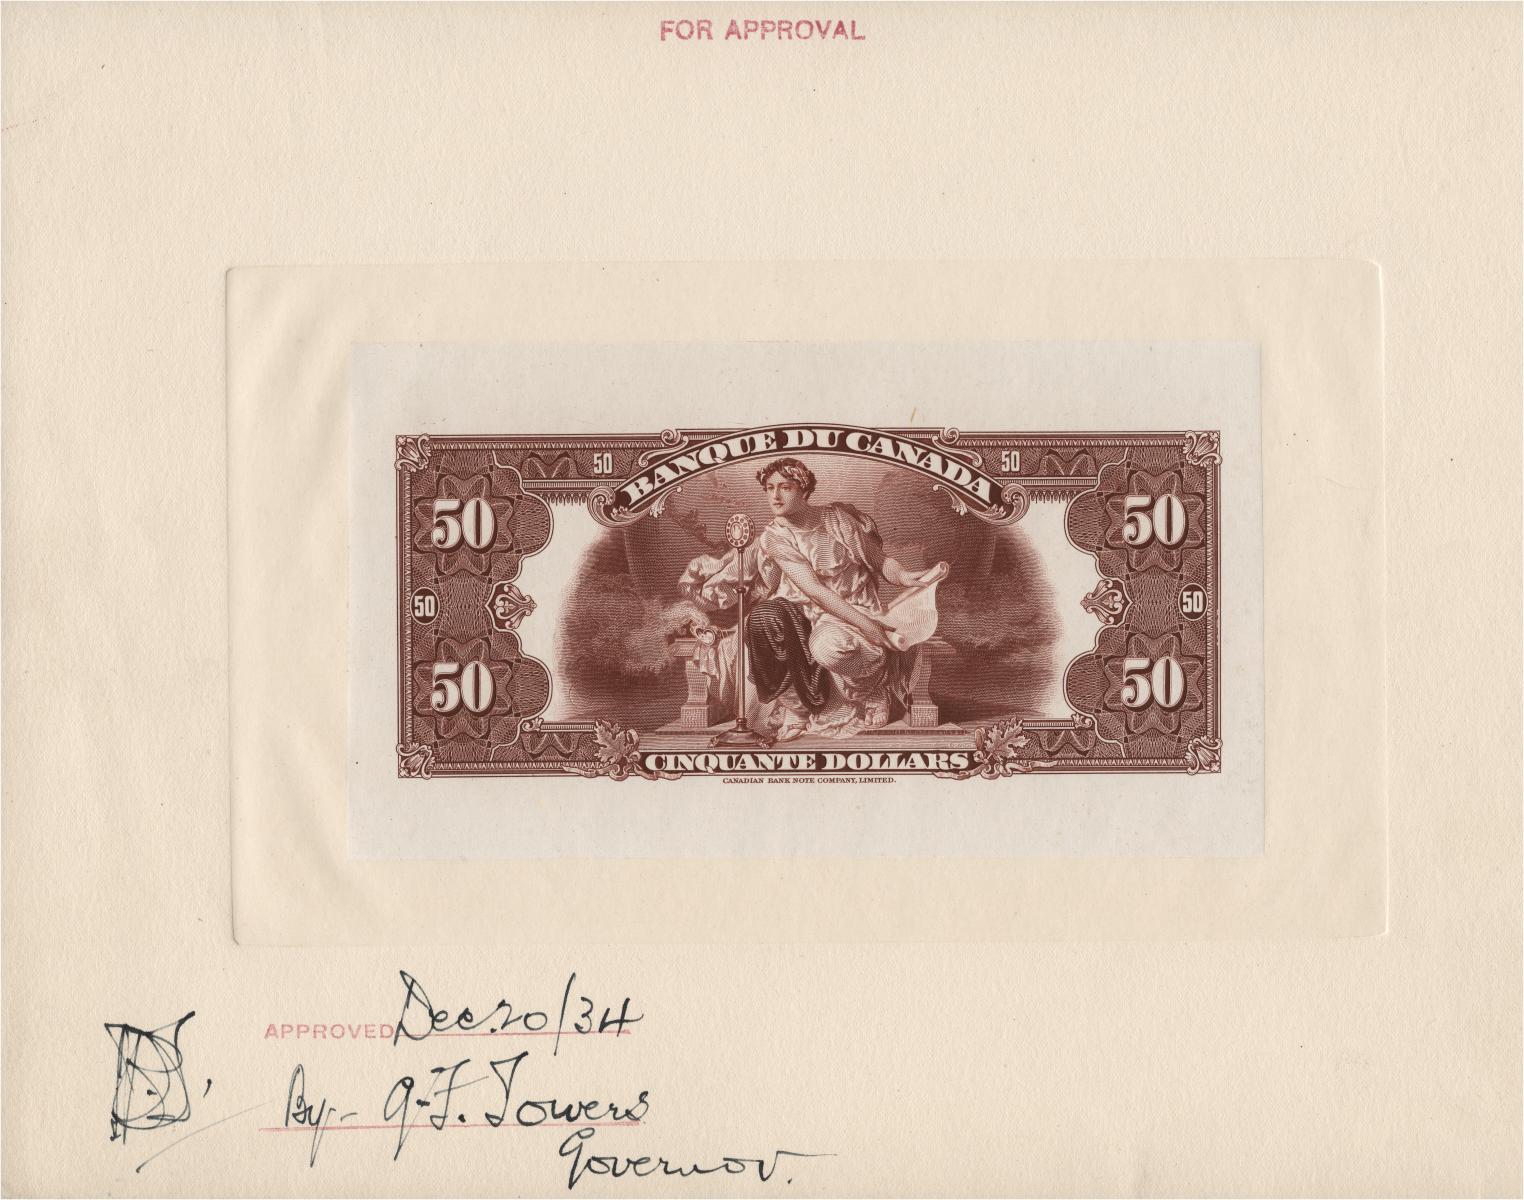 FOR APPROVAL
BANQUE DU CANADA
50 50
50 50
50 50
50 50
CINQUANTE DOLLARS
CANADIAN BANK NOTE COMPANY, LIMITED.
APPROVED Dec. 20/34
By - G. F. Towers
Governor.